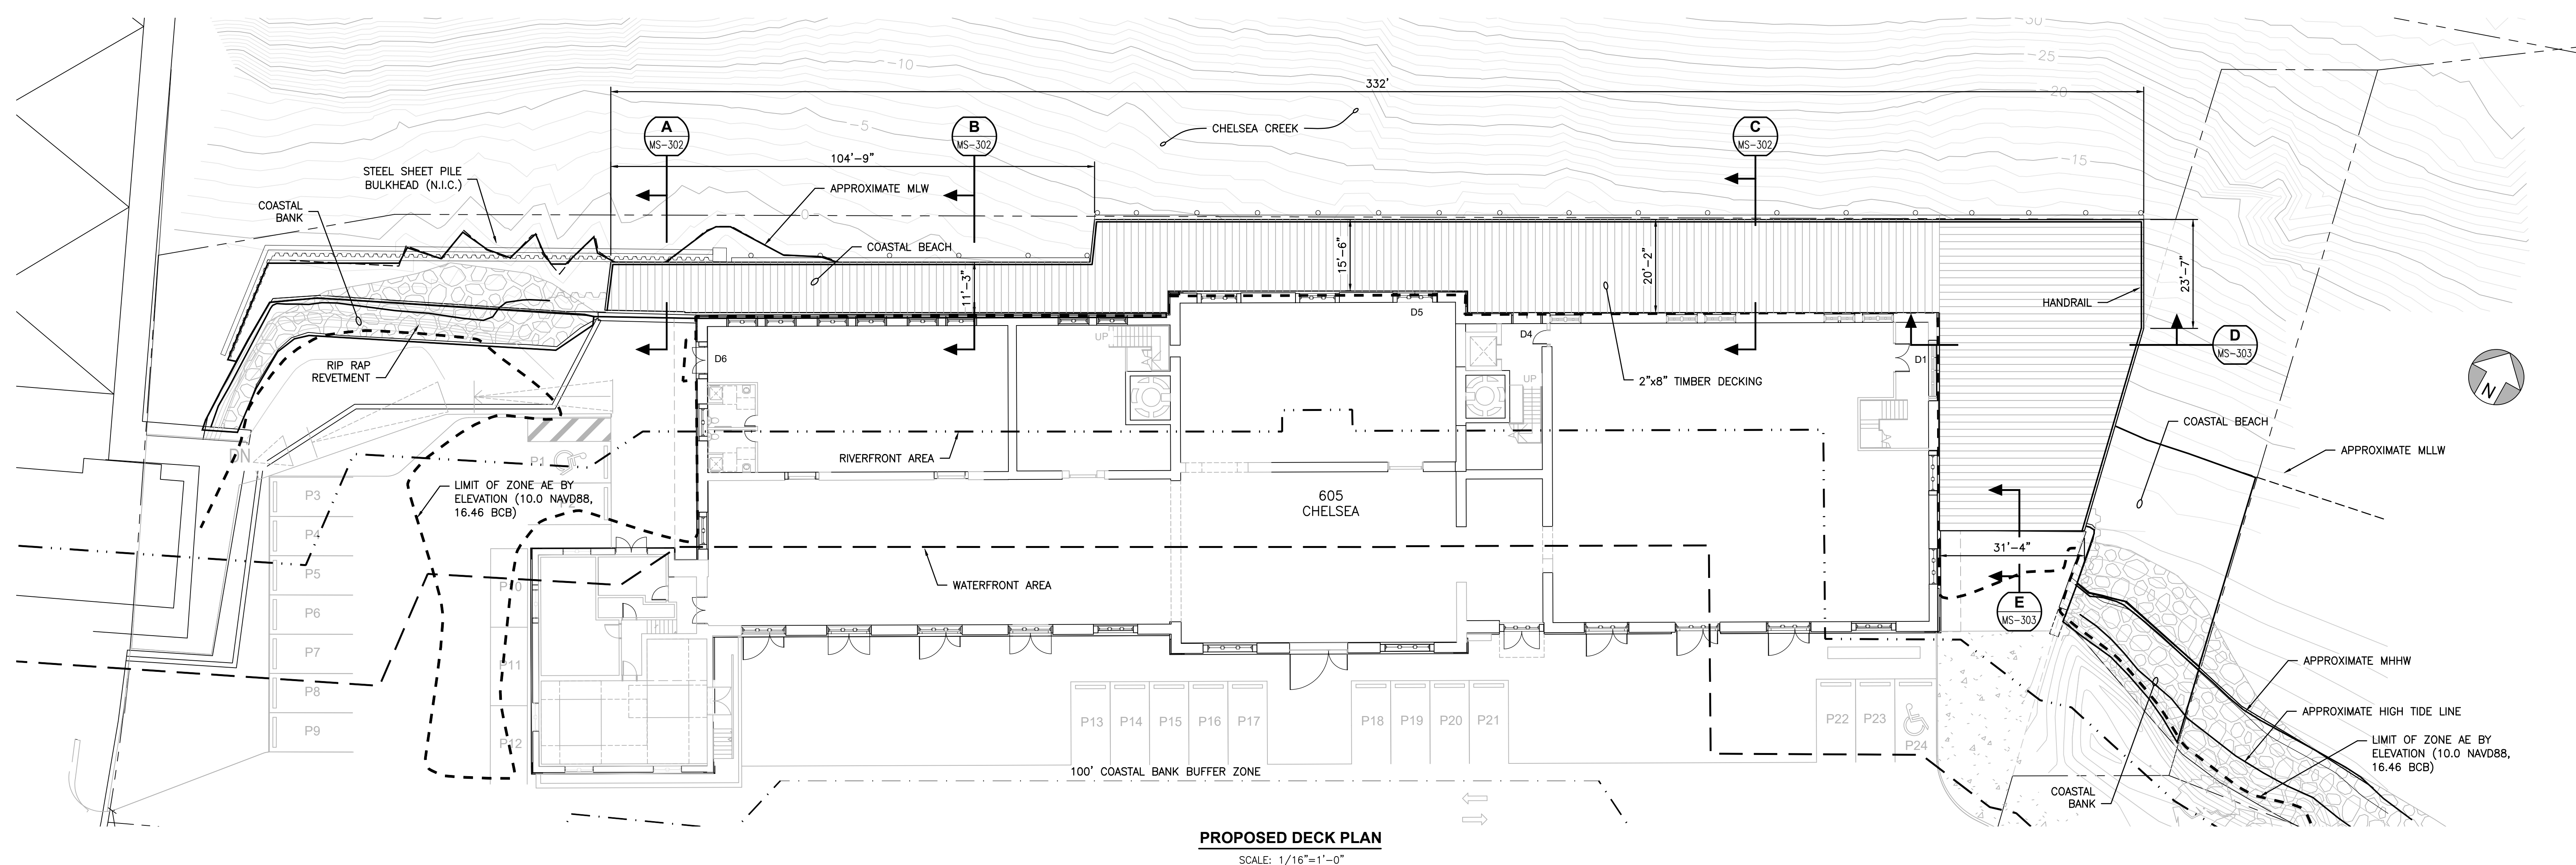 -30
-25
-20
-15
-10
-5
0
332'
A
MS-302
B
MS-302
C
MS-302
CHELSEA CREEK
104'-9"
STEEL SHEET PILE
BULKHEAD (N.I.C.)
APPROXIMATE MLW
COASTAL
BANK
COASTAL BEACH
11'-3"
15'-6"
20'-2"
23'-7"
HANDRAIL
D
MS-303
RIP RAP
REVETMENT
D6
UP
D5
D4
UP
D1
2"x8" TIMBER DECKING
N
COASTAL BEACH
APPROXIMATE MLLW
DN
RIVERFRONT AREA
LIMIT OF ZONE AE BY
ELEVATION (10.0 NAVD88,
16.46 BCB)
605
CHELSEA
P1
P2
P3
P4
P5
P6
P7
P8
P9
P10
P11
P12
WATERFRONT AREA
31'-4"
E
MS-303
APPROXIMATE MHHW
APPROXIMATE HIGH TIDE LINE
LIMIT OF ZONE AE BY
ELEVATION (10.0 NAVD88,
16.46 BCB)
COASTAL
BANK
P13 P14 P15 P16 P17
P18 P19 P20 P21
P22 P23 P24
100' COASTAL BANK BUFFER ZONE
PROPOSED DECK PLAN
SCALE: 1/16"=1'-0"